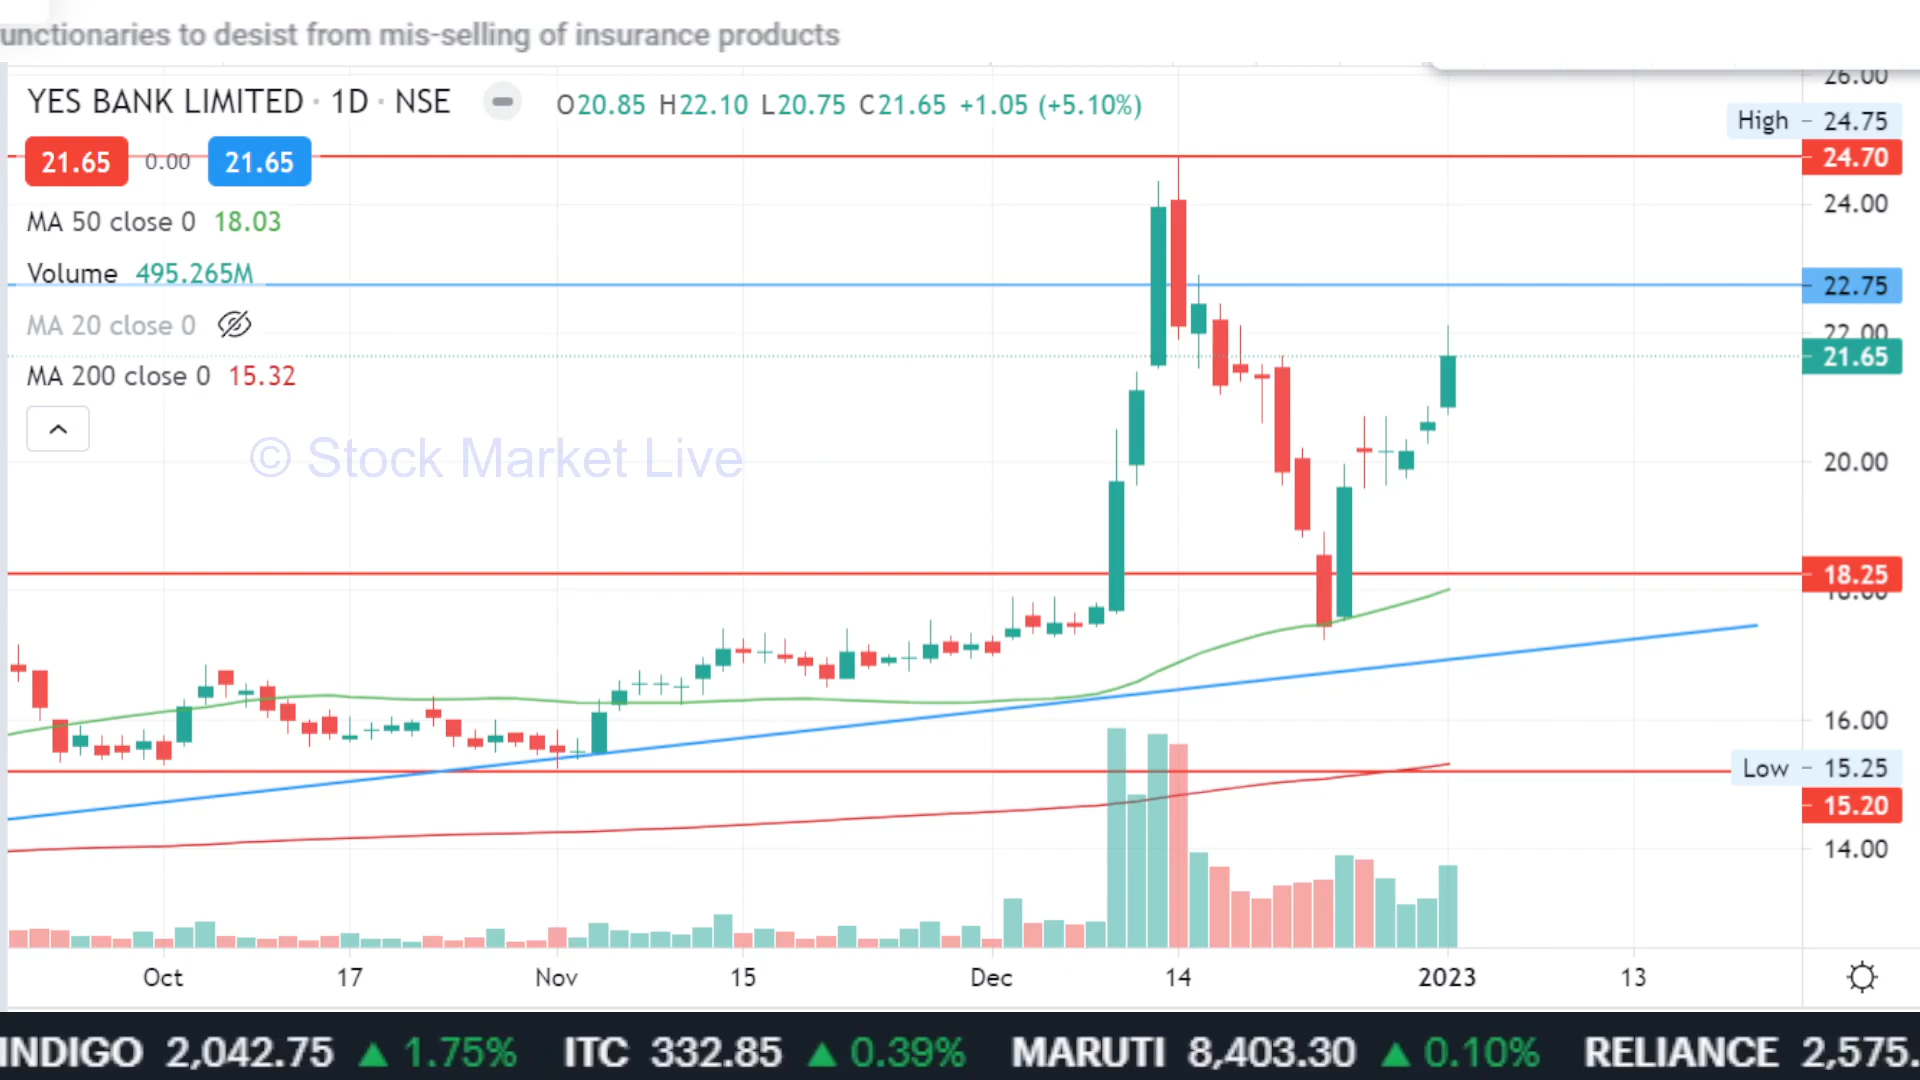 unctionaries to desist from mis-selling of insurance products
YES BANK LIMITED · 1D · NSE
O20.85 H22.10 L20.75 C21.65 +1.05 (+5.10%)
21.65 0.00 21.65
MA 50 close 0 18.03
Volume 495.265M
MA 20 close 0
MA 200 close 0 15.32
© Stock Market Live
26.00
High 24.75
24.70
24.00
22.75
22.00
21.65
20.00
18.25
18.00
16.00
Low 15.25
15.20
14.00
Oct 17 Nov 15 Dec 14 2023 13
INDIGO 2,042.75 ▲ 1.75% ITC 332.85 ▲ 0.39% MARUTI 8,403.30 ▲ 0.10% RELIANCE 2,575.